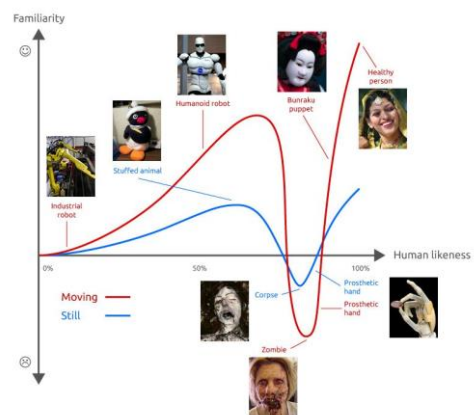 Familiarity
Healthy
person
Humanoid robot
Bunraku
puppet
Stuffed animal
Industrial
robot
Human likeness
0%
50%
100%
Moving
Still
Corpse
Prosthetic
hand
Prosthetic
hand
Zombie